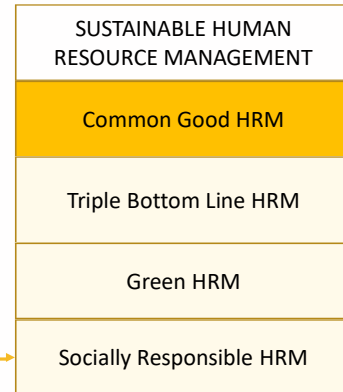 SUSTAINABLE HUMAN
RESOURCE MANAGEMENT
Common Good HRM
Triple Bottom Line HRM
Green HRM
Socially Responsible HRM